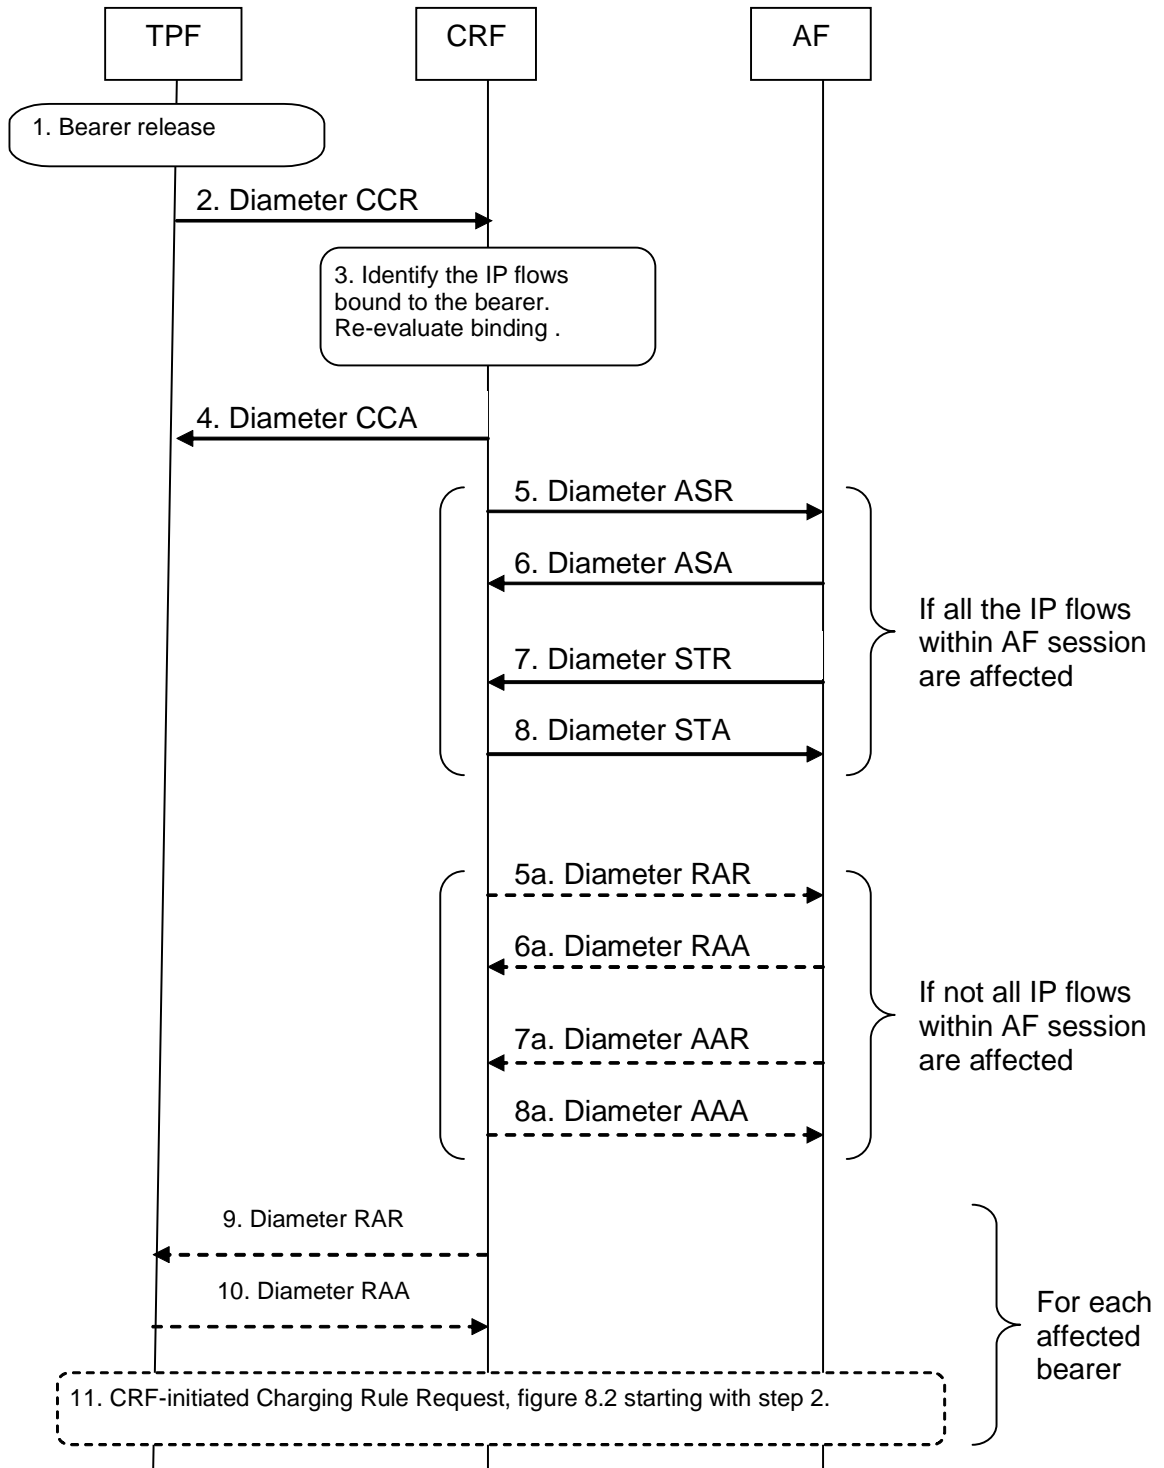 TPF
CRF
AF
1. Bearer release
2. Diameter CCR
3. Identify the IP flows
bound to the bearer.
Re-evaluate binding .
4. Diameter CCA
5. Diameter ASR
6. Diameter ASA
If all the IP flows
within AF session
are affected
7. Diameter STR
8. Diameter STA
5a. Diameter RAR
6a. Diameter RAA
If not all IP flows
within AF session
are affected
7a. Diameter AAR
8a. Diameter AAA
9. Diameter RAR
10. Diameter RAA
For each
affected
bearer
11. CRF-initiated Charging Rule Request, figure 8.2 starting with step 2.